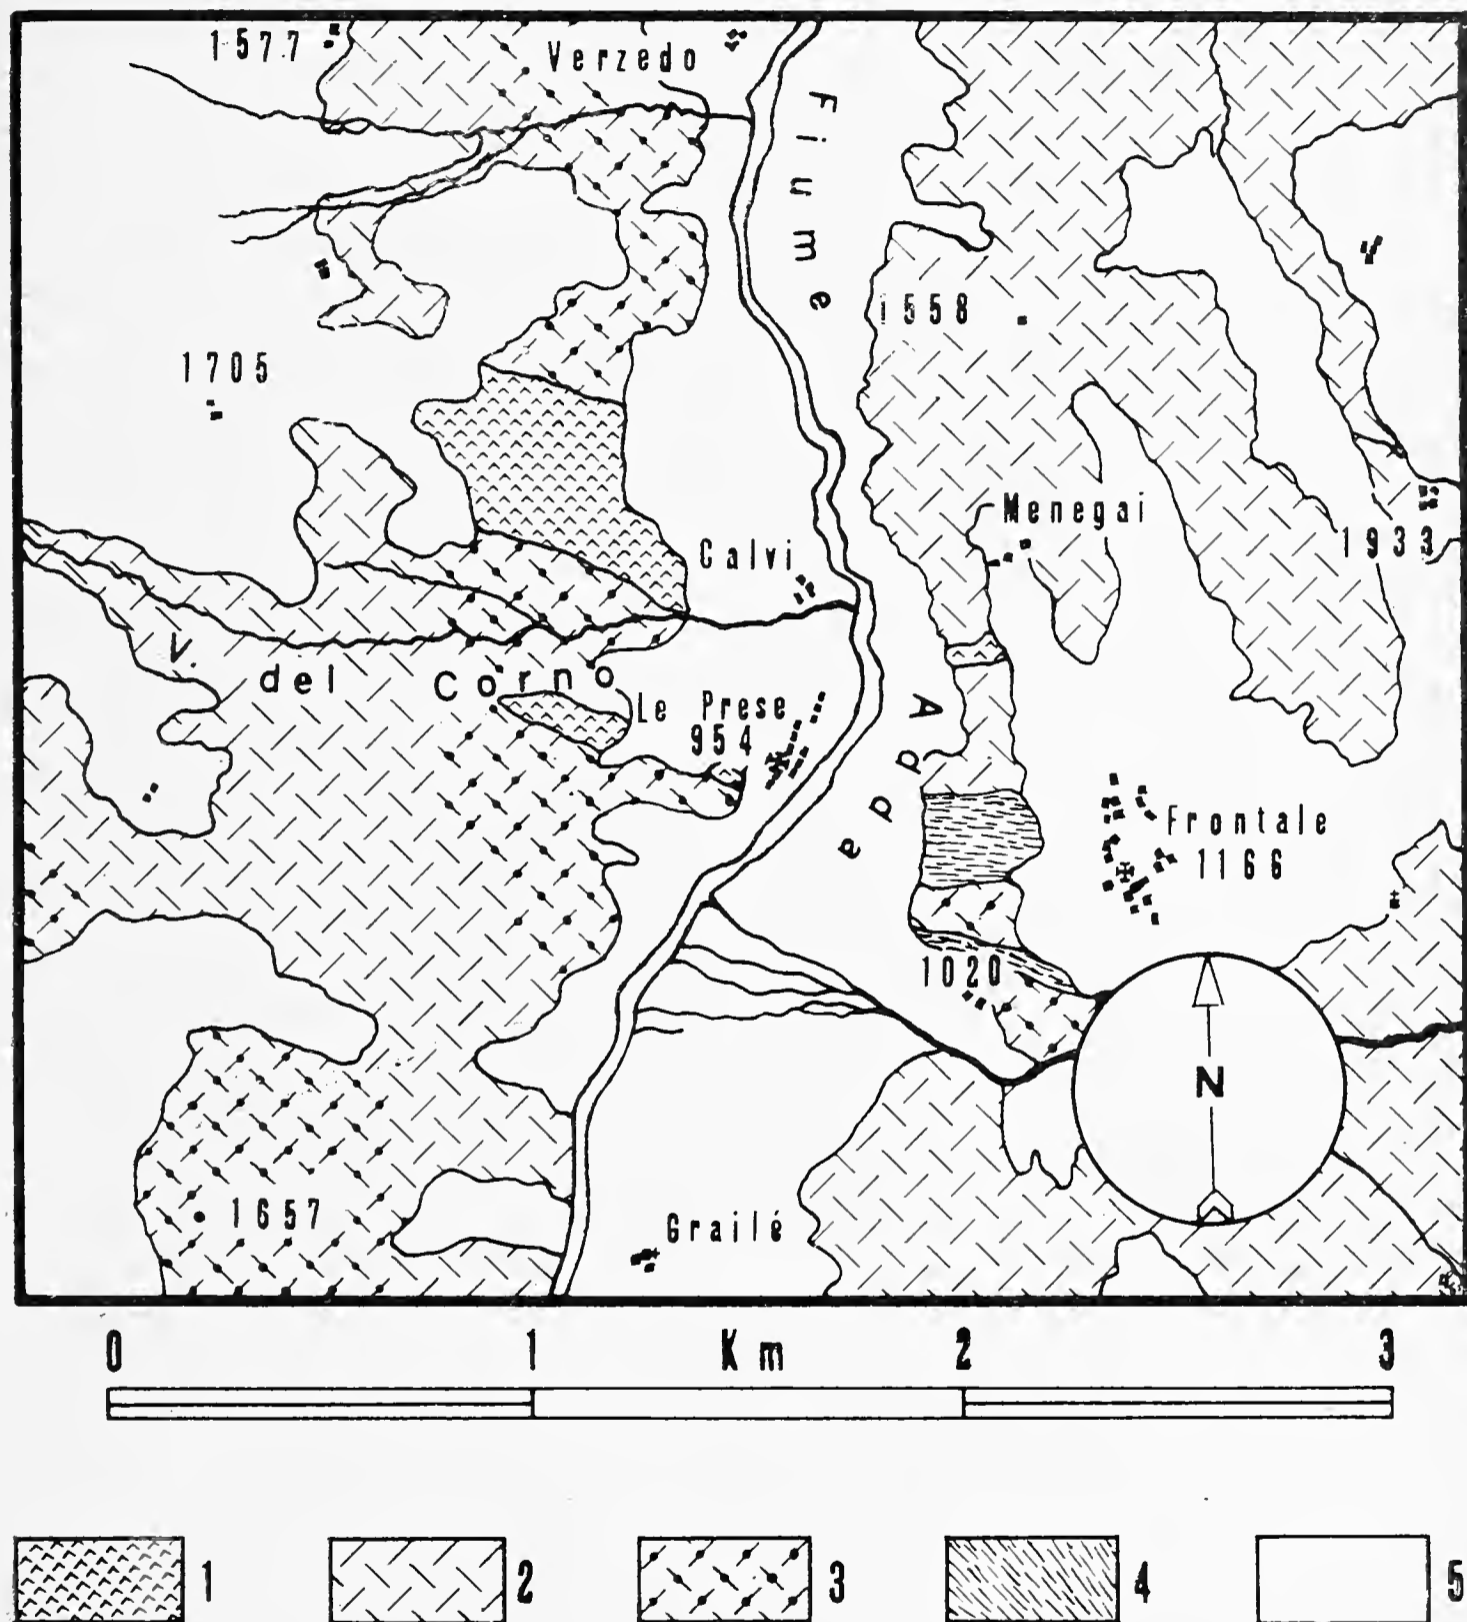 1577
Verzedo
Fiume
1558
1705
Menegai
1933
Galvi
V. del Corno
Le Prese
954
Adda
Frontale
1166
1020
N
1657
Grailé
0 1 Km 2 3
1 2 3 4 5